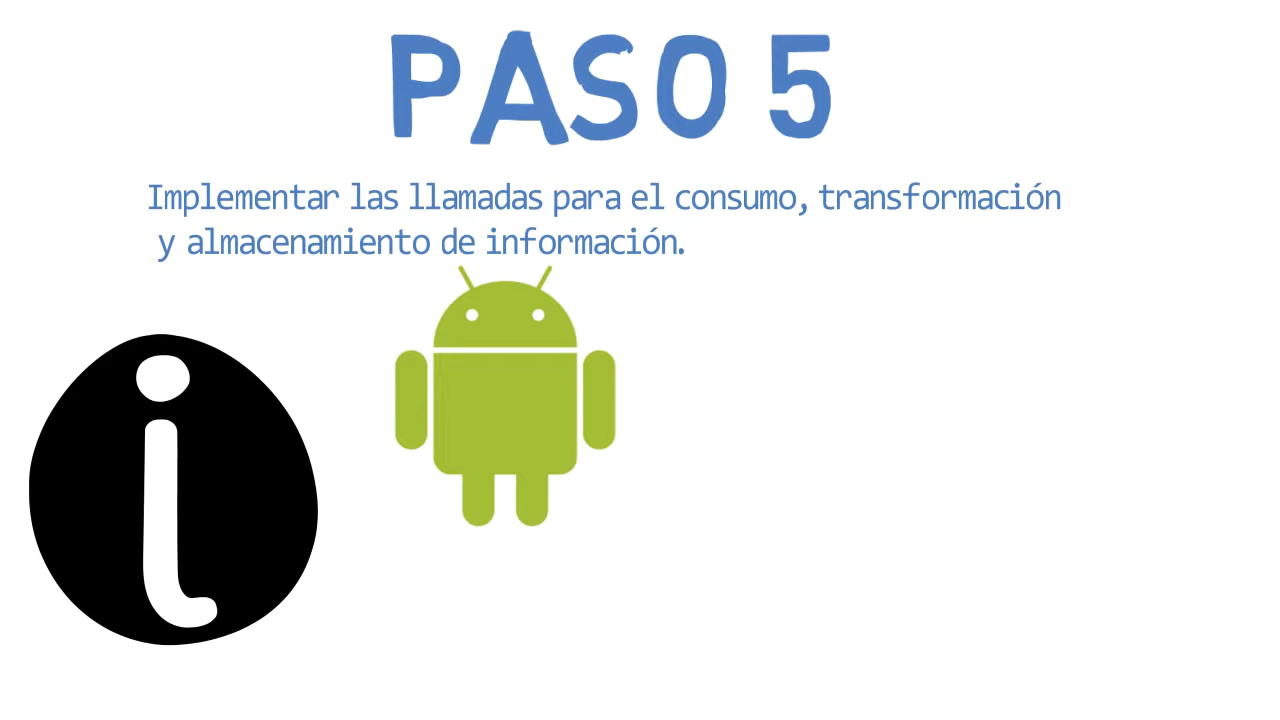 PASO 5
Implementar las llamadas para el consumo, transformación
y almacenamiento de información.
i